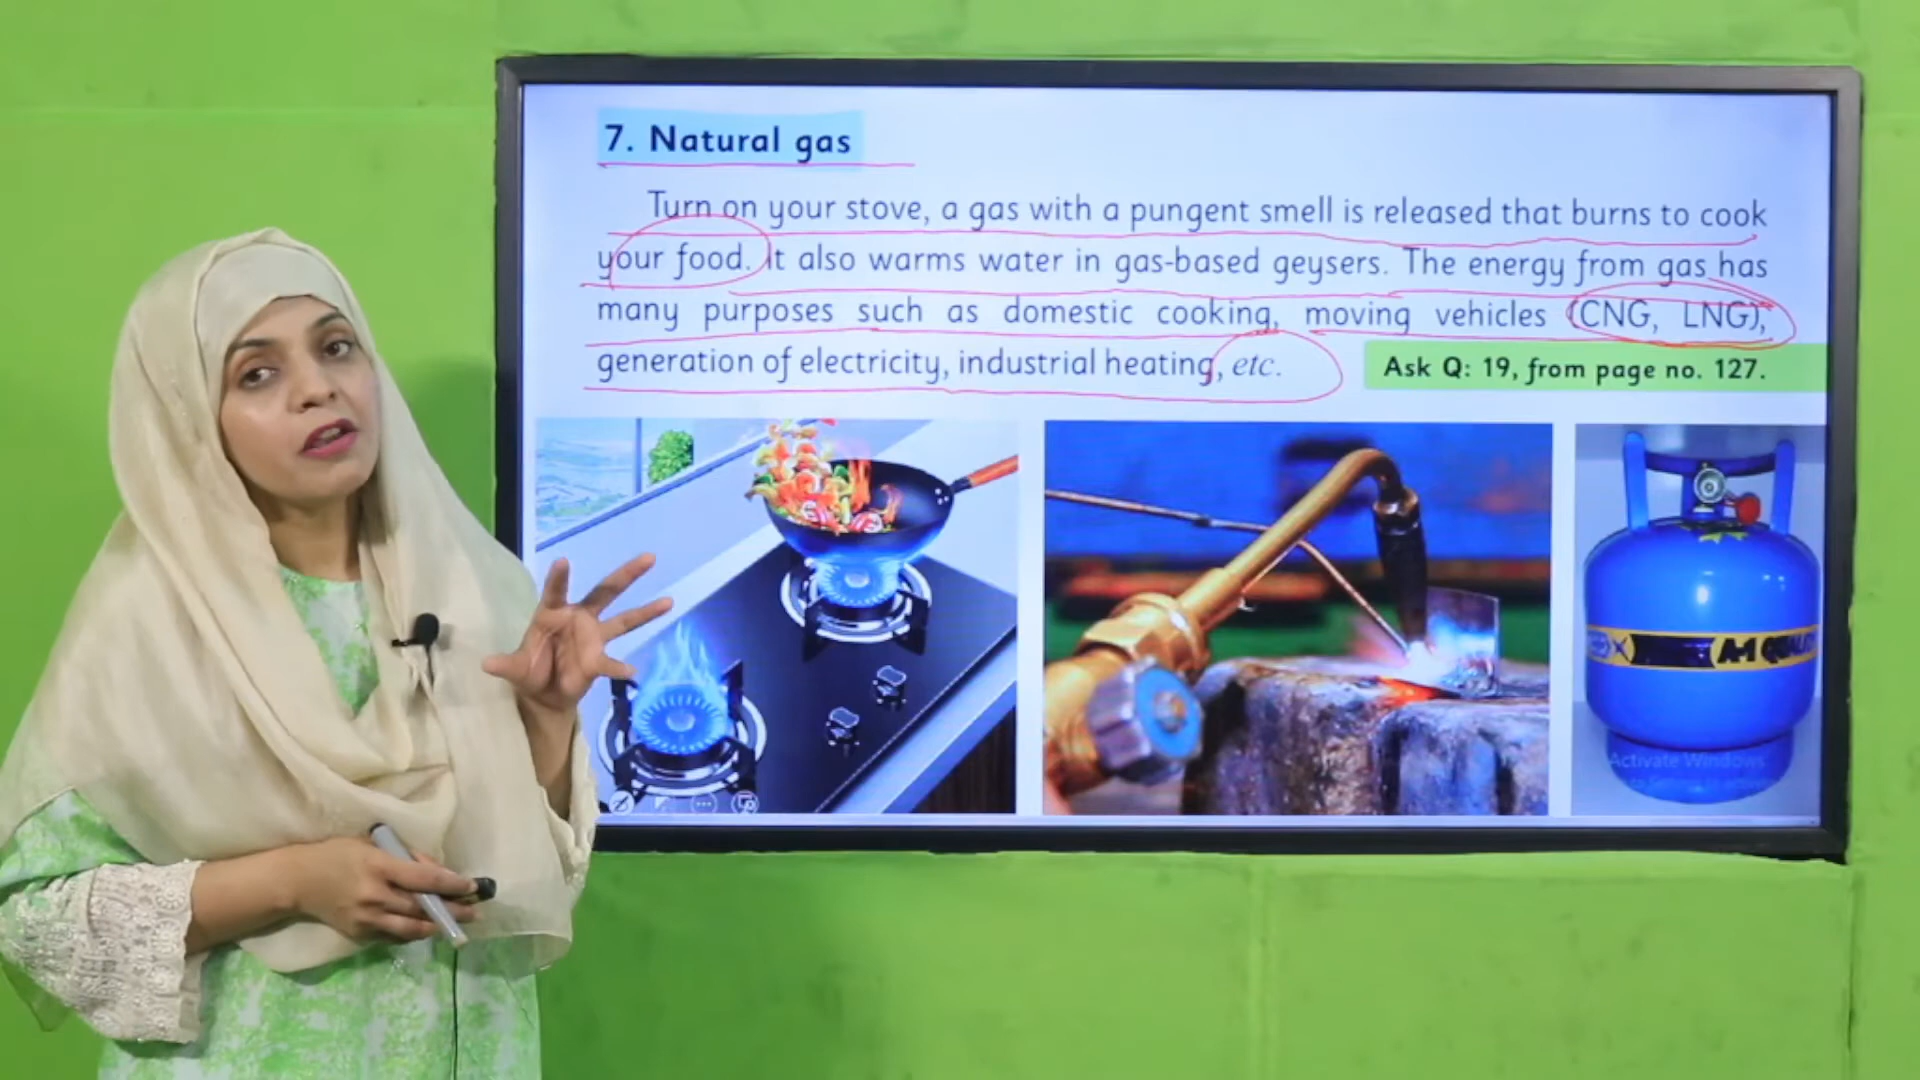 7. Natural gas
Turn on your stove, a gas with a pungent smell is released that burns to cook
your food. It also warms water in gas-based geysers. The energy from gas has
many purposes such as domestic cooking, moving vehicles (CNG, LNG),
generation of electricity, industrial heating, etc.
Ask Q: 19, from page no. 127.
A-1
Activate Windows